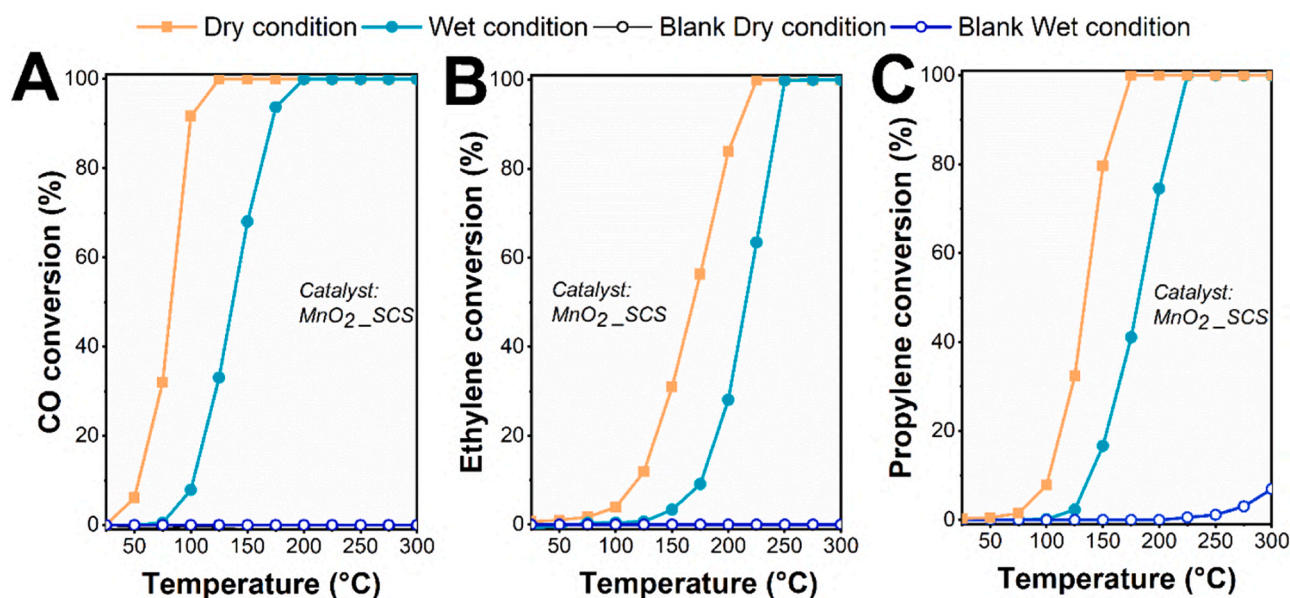 Dry condition Wet condition Blank Dry condition Blank Wet condition
A
100
80
60
40
20
0
CO conversion (%)
Catalyst:
MnO2_SCS
50 100 150 200 250 300
Temperature (°C)
B
100
80
60
40
20
0
Ethylene conversion (%)
Catalyst:
MnO2_SCS
50 100 150 200 250 300
Temperature (°C)
C
100
80
60
40
20
0
Propylene conversion (%)
Catalyst:
MnO2_SCS
50 100 150 200 250 300
Temperature (°C)